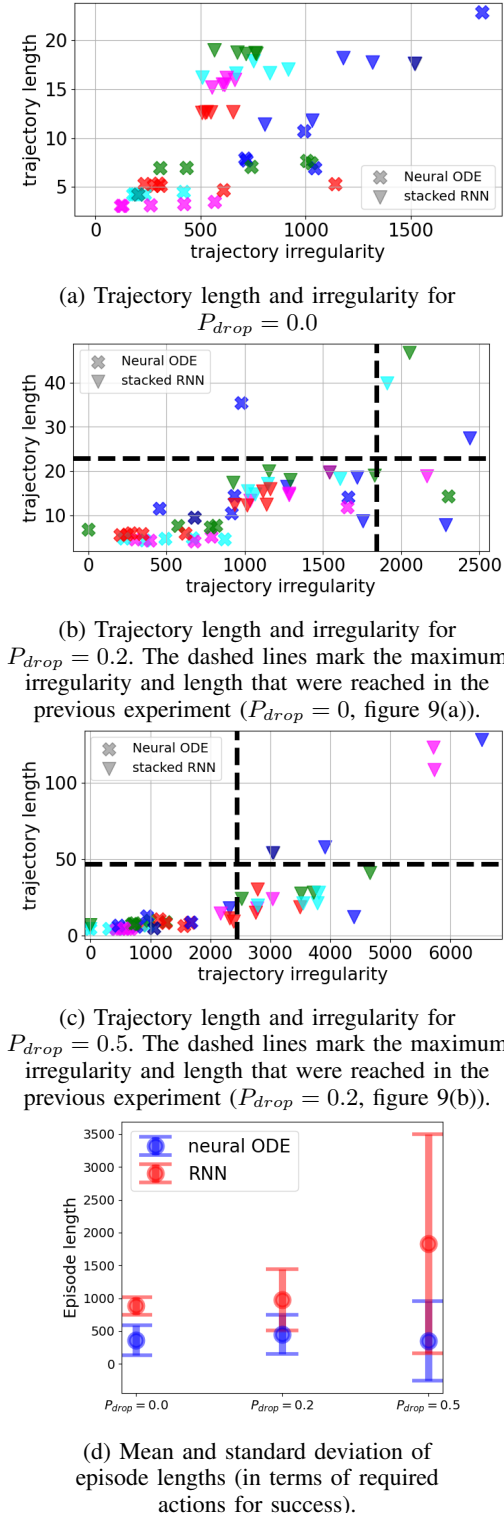 20
15
10
5
trajectory length
Neural ODE
stacked RNN
0
500
1000
1500
trajectory irregularity
(a) Trajectory length and irregularity for
P_drop = 0.0
40
30
20
10
trajectory length
Neural ODE
stacked RNN
0
500
1000
1500
2000
2500
trajectory irregularity
(b) Trajectory length and irregularity for
P_drop = 0.2. The dashed lines mark the maximum
irregularity and length that were reached in the
previous experiment (P_drop = 0, figure 9(a)).
100
50
0
trajectory length
Neural ODE
stacked RNN
0
1000
2000
3000
4000
5000
6000
trajectory irregularity
(c) Trajectory length and irregularity for
P_drop = 0.5. The dashed lines mark the maximum
irregularity and length that were reached in the
previous experiment (P_drop = 0.2, figure 9(b)).
3500
3000
2500
2000
1500
1000
500
0
Episode length
neural ODE
RNN
P_drop = 0.0
P_drop = 0.2
P_drop = 0.5
(d) Mean and standard deviation of
episode lengths (in terms of required
actions for success).